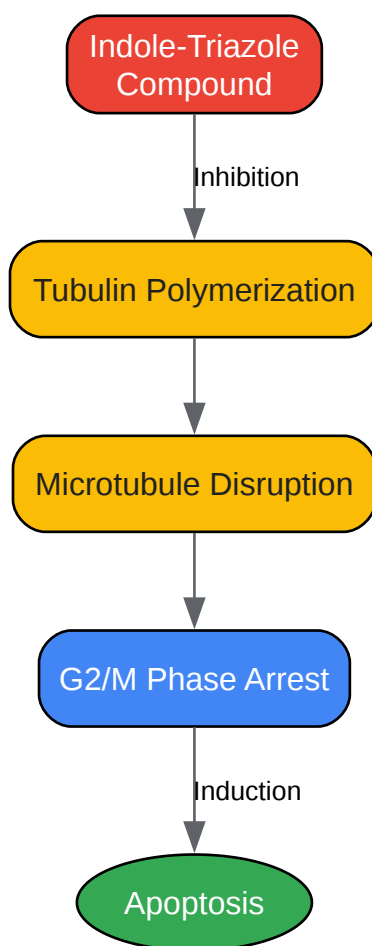 Indole-Triazole
Compound
Inhibition
Tubulin Polymerization
Microtubule Disruption
G2/M Phase Arrest
Induction
Apoptosis